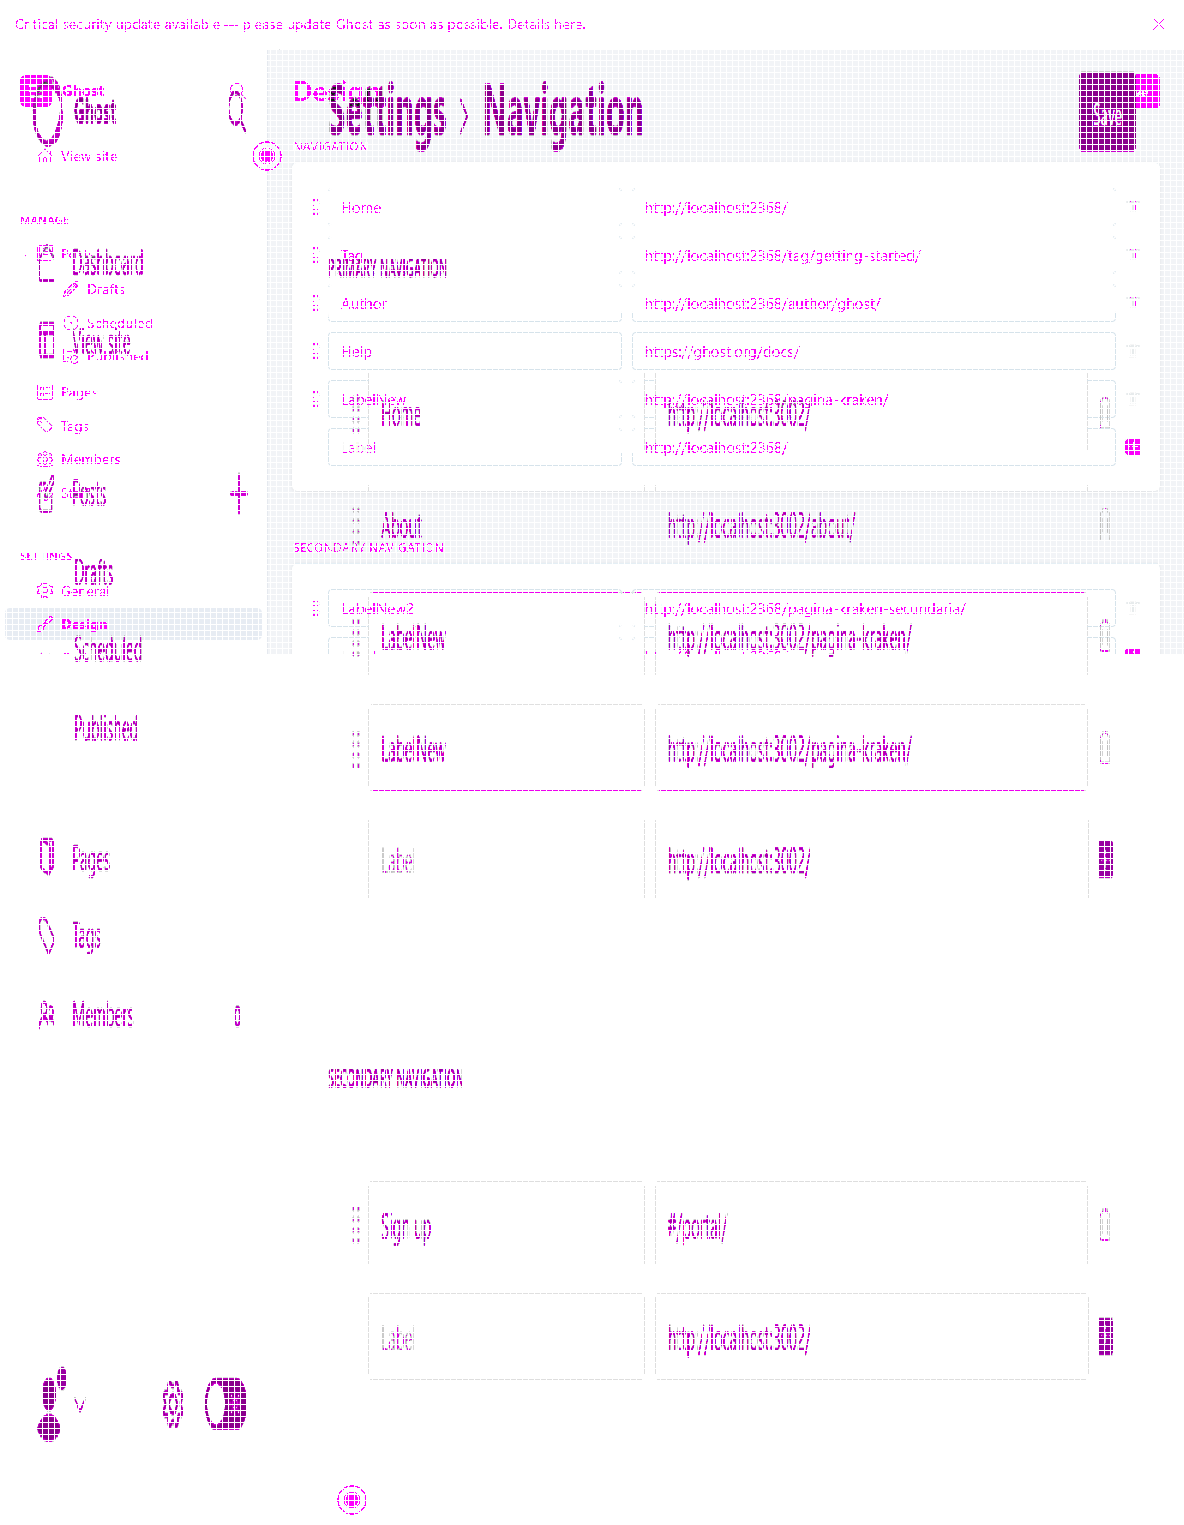 Critical security update available — please update Ghost as soon as possible. Details here.
Ghost
Design
Ghost
Settings › Navigation
Save
NAVIGATION
View site
Home
http://localhost:2368/
MANAGE
Tag
http://localhost:2368/tag/getting-started/
Dashboard
PRIMARY NAVIGATION
Drafts
Author
http://localhost:2368/author/ghost/
Scheduled
View site
Published
Help
https://ghost.org/docs/
Pages
LabelNew
http://localhost:2368/pagina-kraken/
Home
http://localhost:3002/
Tags
Label
http://localhost:2368/
Members
Posts
About
http://localhost:3002/about/
SECONDARY NAVIGATION
SETTINGS
Drafts
General
LabelNew2
http://localhost:2368/pagina-kraken-secundaria/
Design
LabelNew
http://localhost:3002/pagina-kraken/
Scheduled
Published
LabelNew
http://localhost:3002/pagina-kraken/
Pages
Label
http://localhost:3002/
Tags
Members
0
SECONDARY NAVIGATION
Sign up
#/portal/
Label
http://localhost:3002/